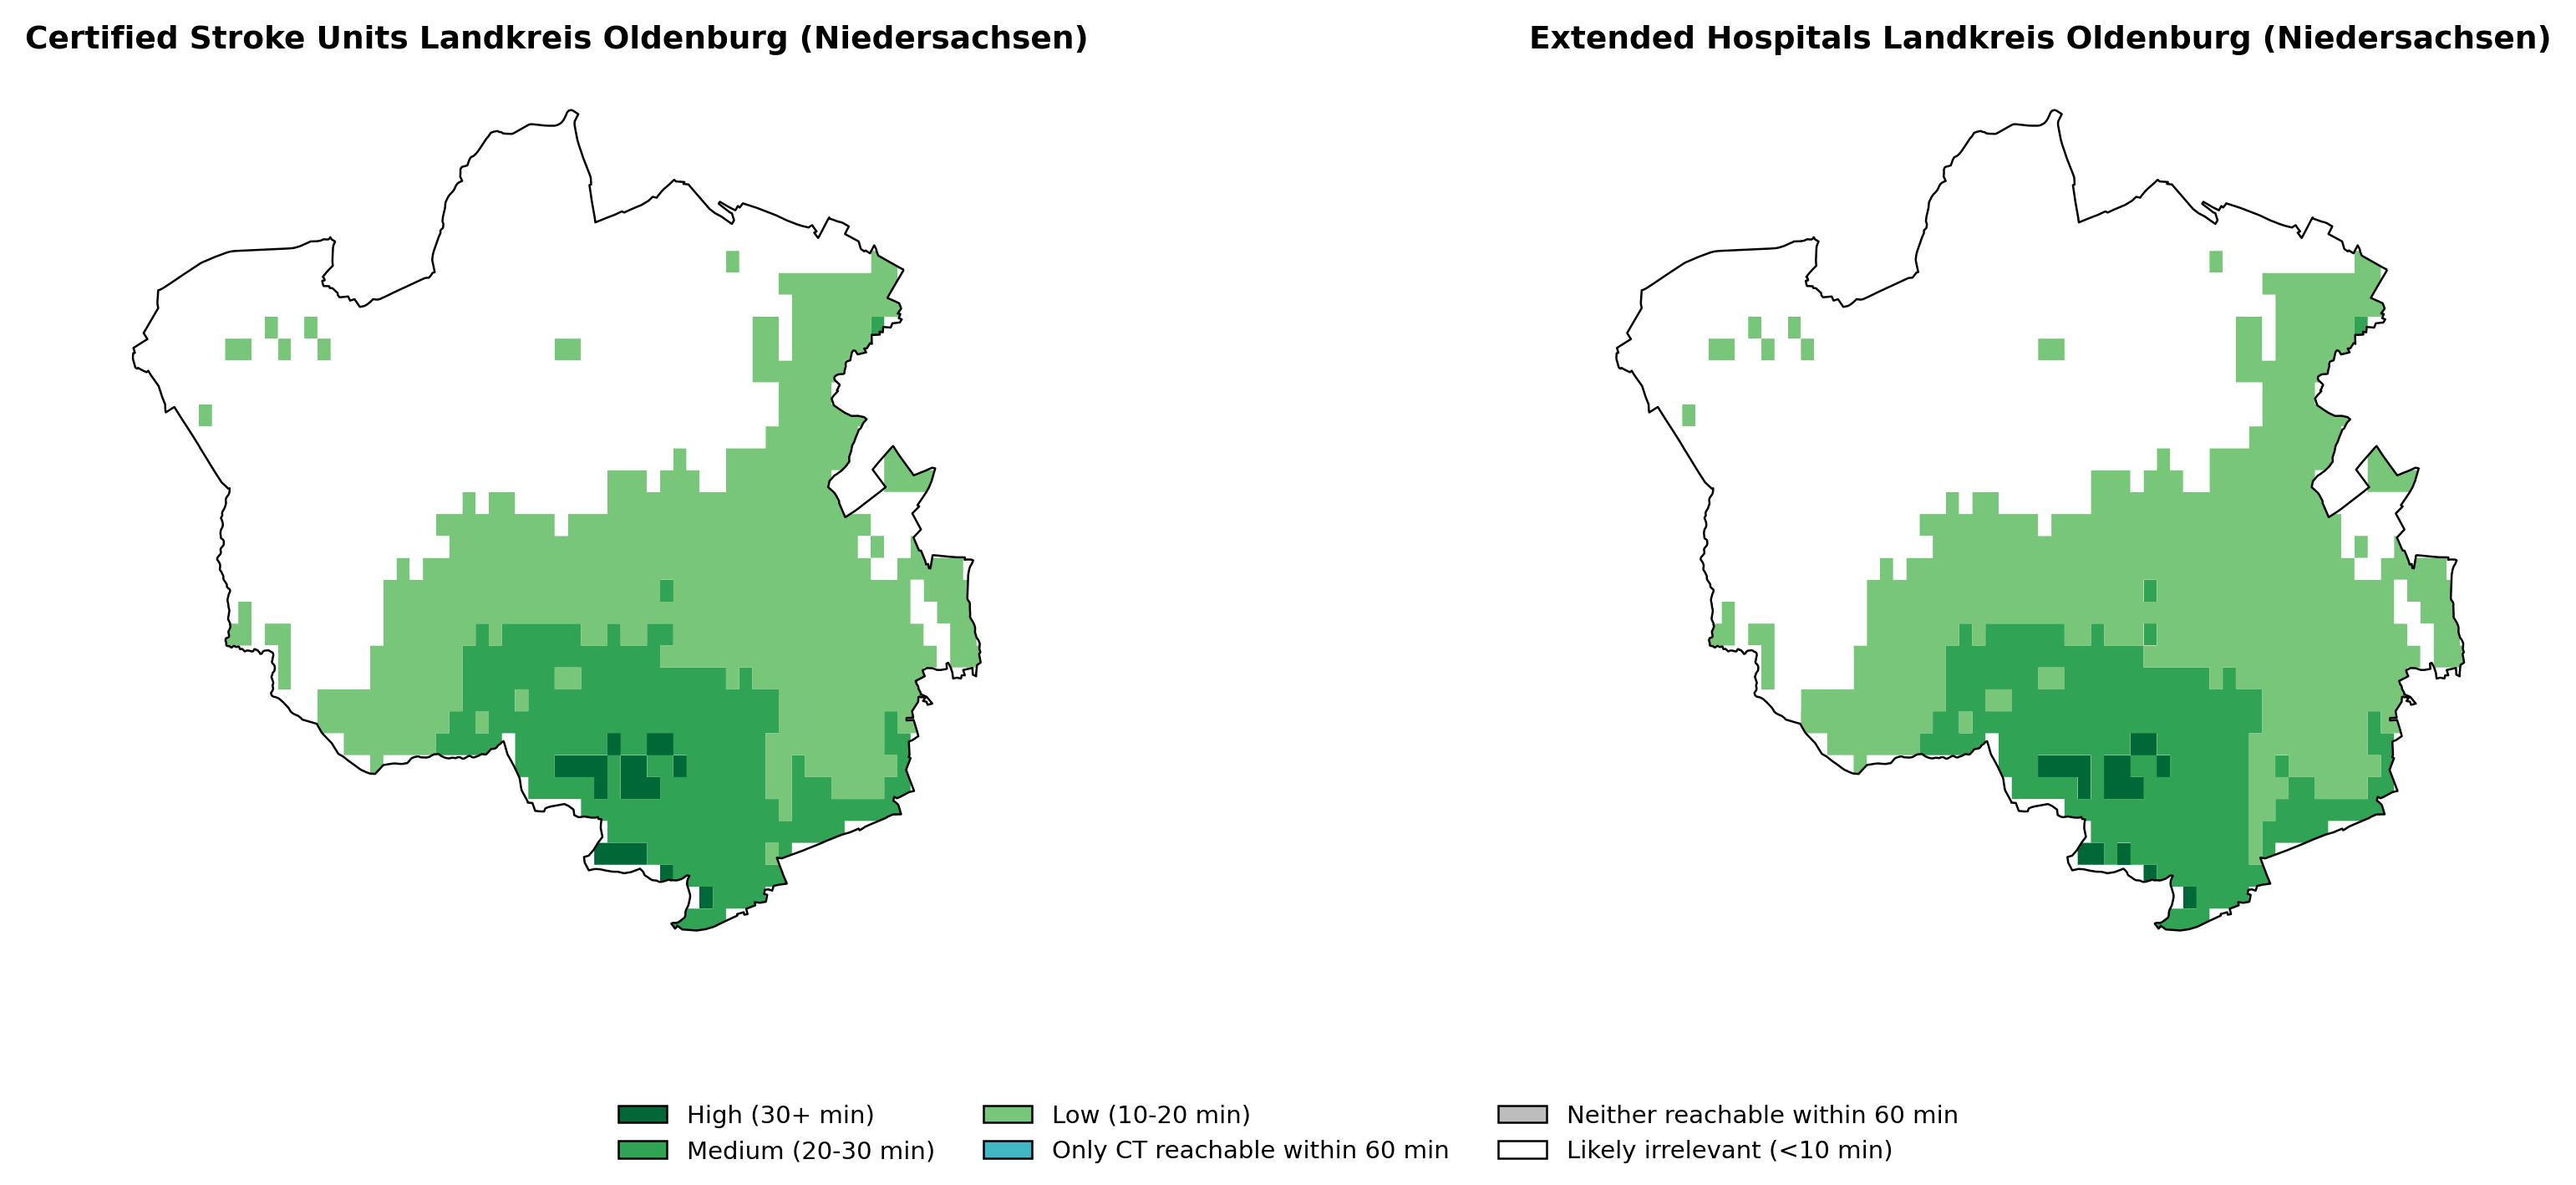 Certified Stroke Units Landkreis Oldenburg (Niedersachsen)
Extended Hospitals Landkreis Oldenburg (Niedersachsen)
High (30+ min)
Medium (20-30 min)
Low (10-20 min)
Only CT reachable within 60 min
Neither reachable within 60 min
Likely irrelevant (<10 min)